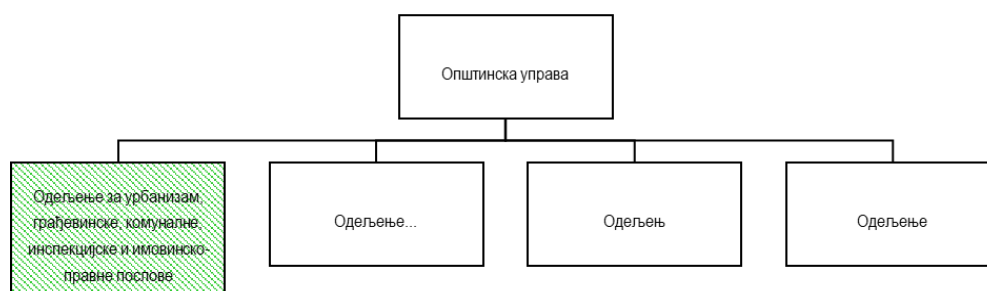 Општинска управа
Одељење за урбанизам,
грађевинске, комуналне,
инспекцијске и имовинско-
правне послове
Одељење...
Одељењ
Одељење